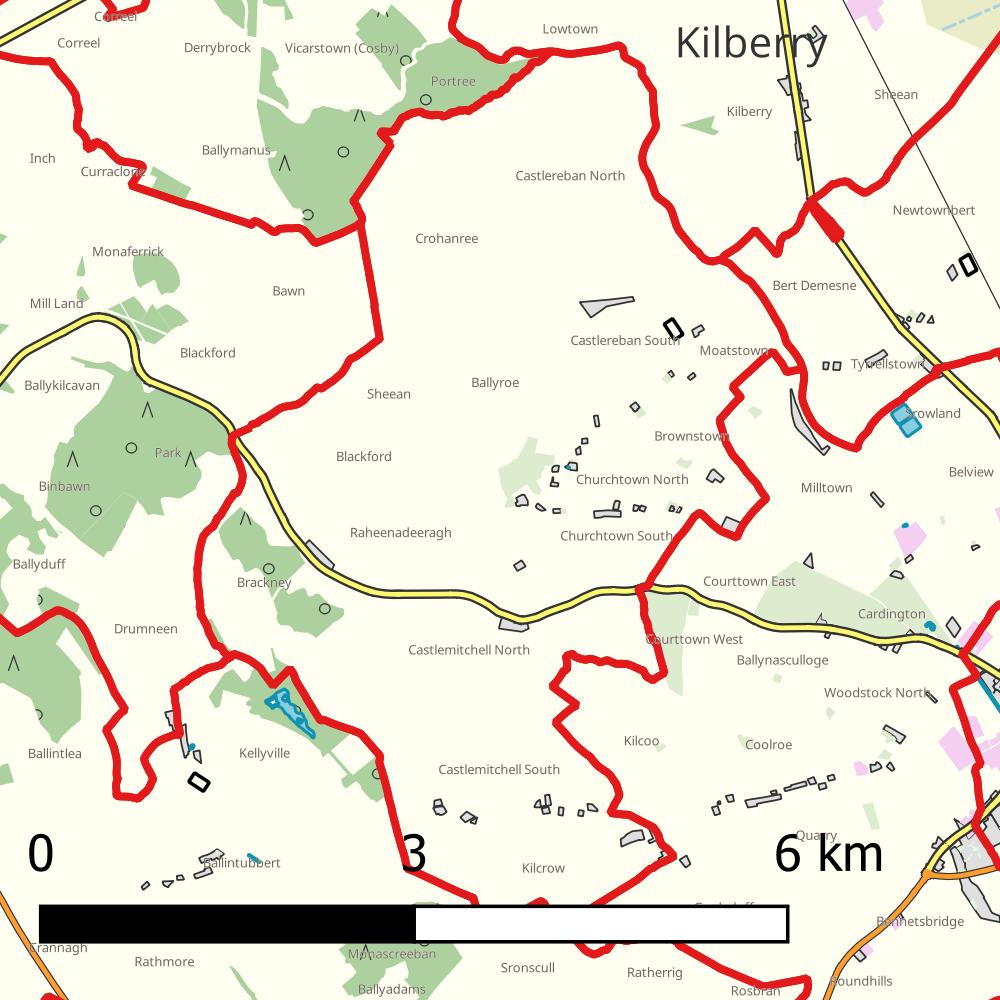 Correel
Correel
Derrybrock
Vicarstown (Cosby)
Lowtown
Kilberry
Portree
Kilberry
Sheean
Inch
Ballymanus
Curraclone
Castlereban North
Newtownbert
Crohanree
Monaferrick
Bawn
Bert Demesne
Mill Land
Castlereban South
Moatstown
Blackford
Tyrrellstown
Ballykilcavan
Ballyroe
Sheean
Srowland
Brownstown
Park
Blackford
Belview
Binbawn
Churchtown North
Milltown
Raheenadeeragh
Churchtown South
Ballyduff
Brackney
Courttown East
Cardington
Drumneen
Courttown West
Castlemitchell North
Ballynasculloge
Woodstock North
Ballintlea
Kellyville
Kilcoo
Coolroe
Castlemitchell South
Quarry
0 3 6 km
Ballintubbert
Kilcrow
Bennetsbridge
Crannagh
Rathmore
Monascreeban
Sronscull
Ratherrig
Ballyadams
Rosbran
Roundhills